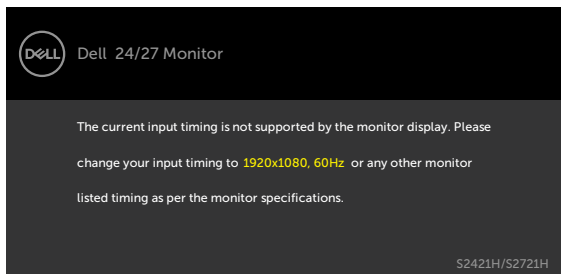 DELL
Dell 24/27 Monitor
The current input timing is not supported by the monitor display. Please
change your input timing to 1920x1080, 60Hz or any other monitor
listed timing as per the monitor specifications.
S2421H/S2721H